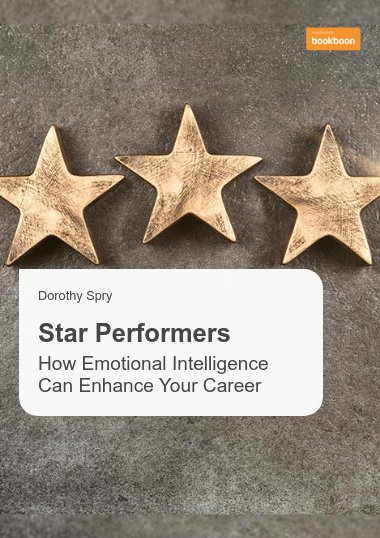 bookboon
Dorothy Spry
Star Performers
How Emotional Intelligence
Can Enhance Your Career